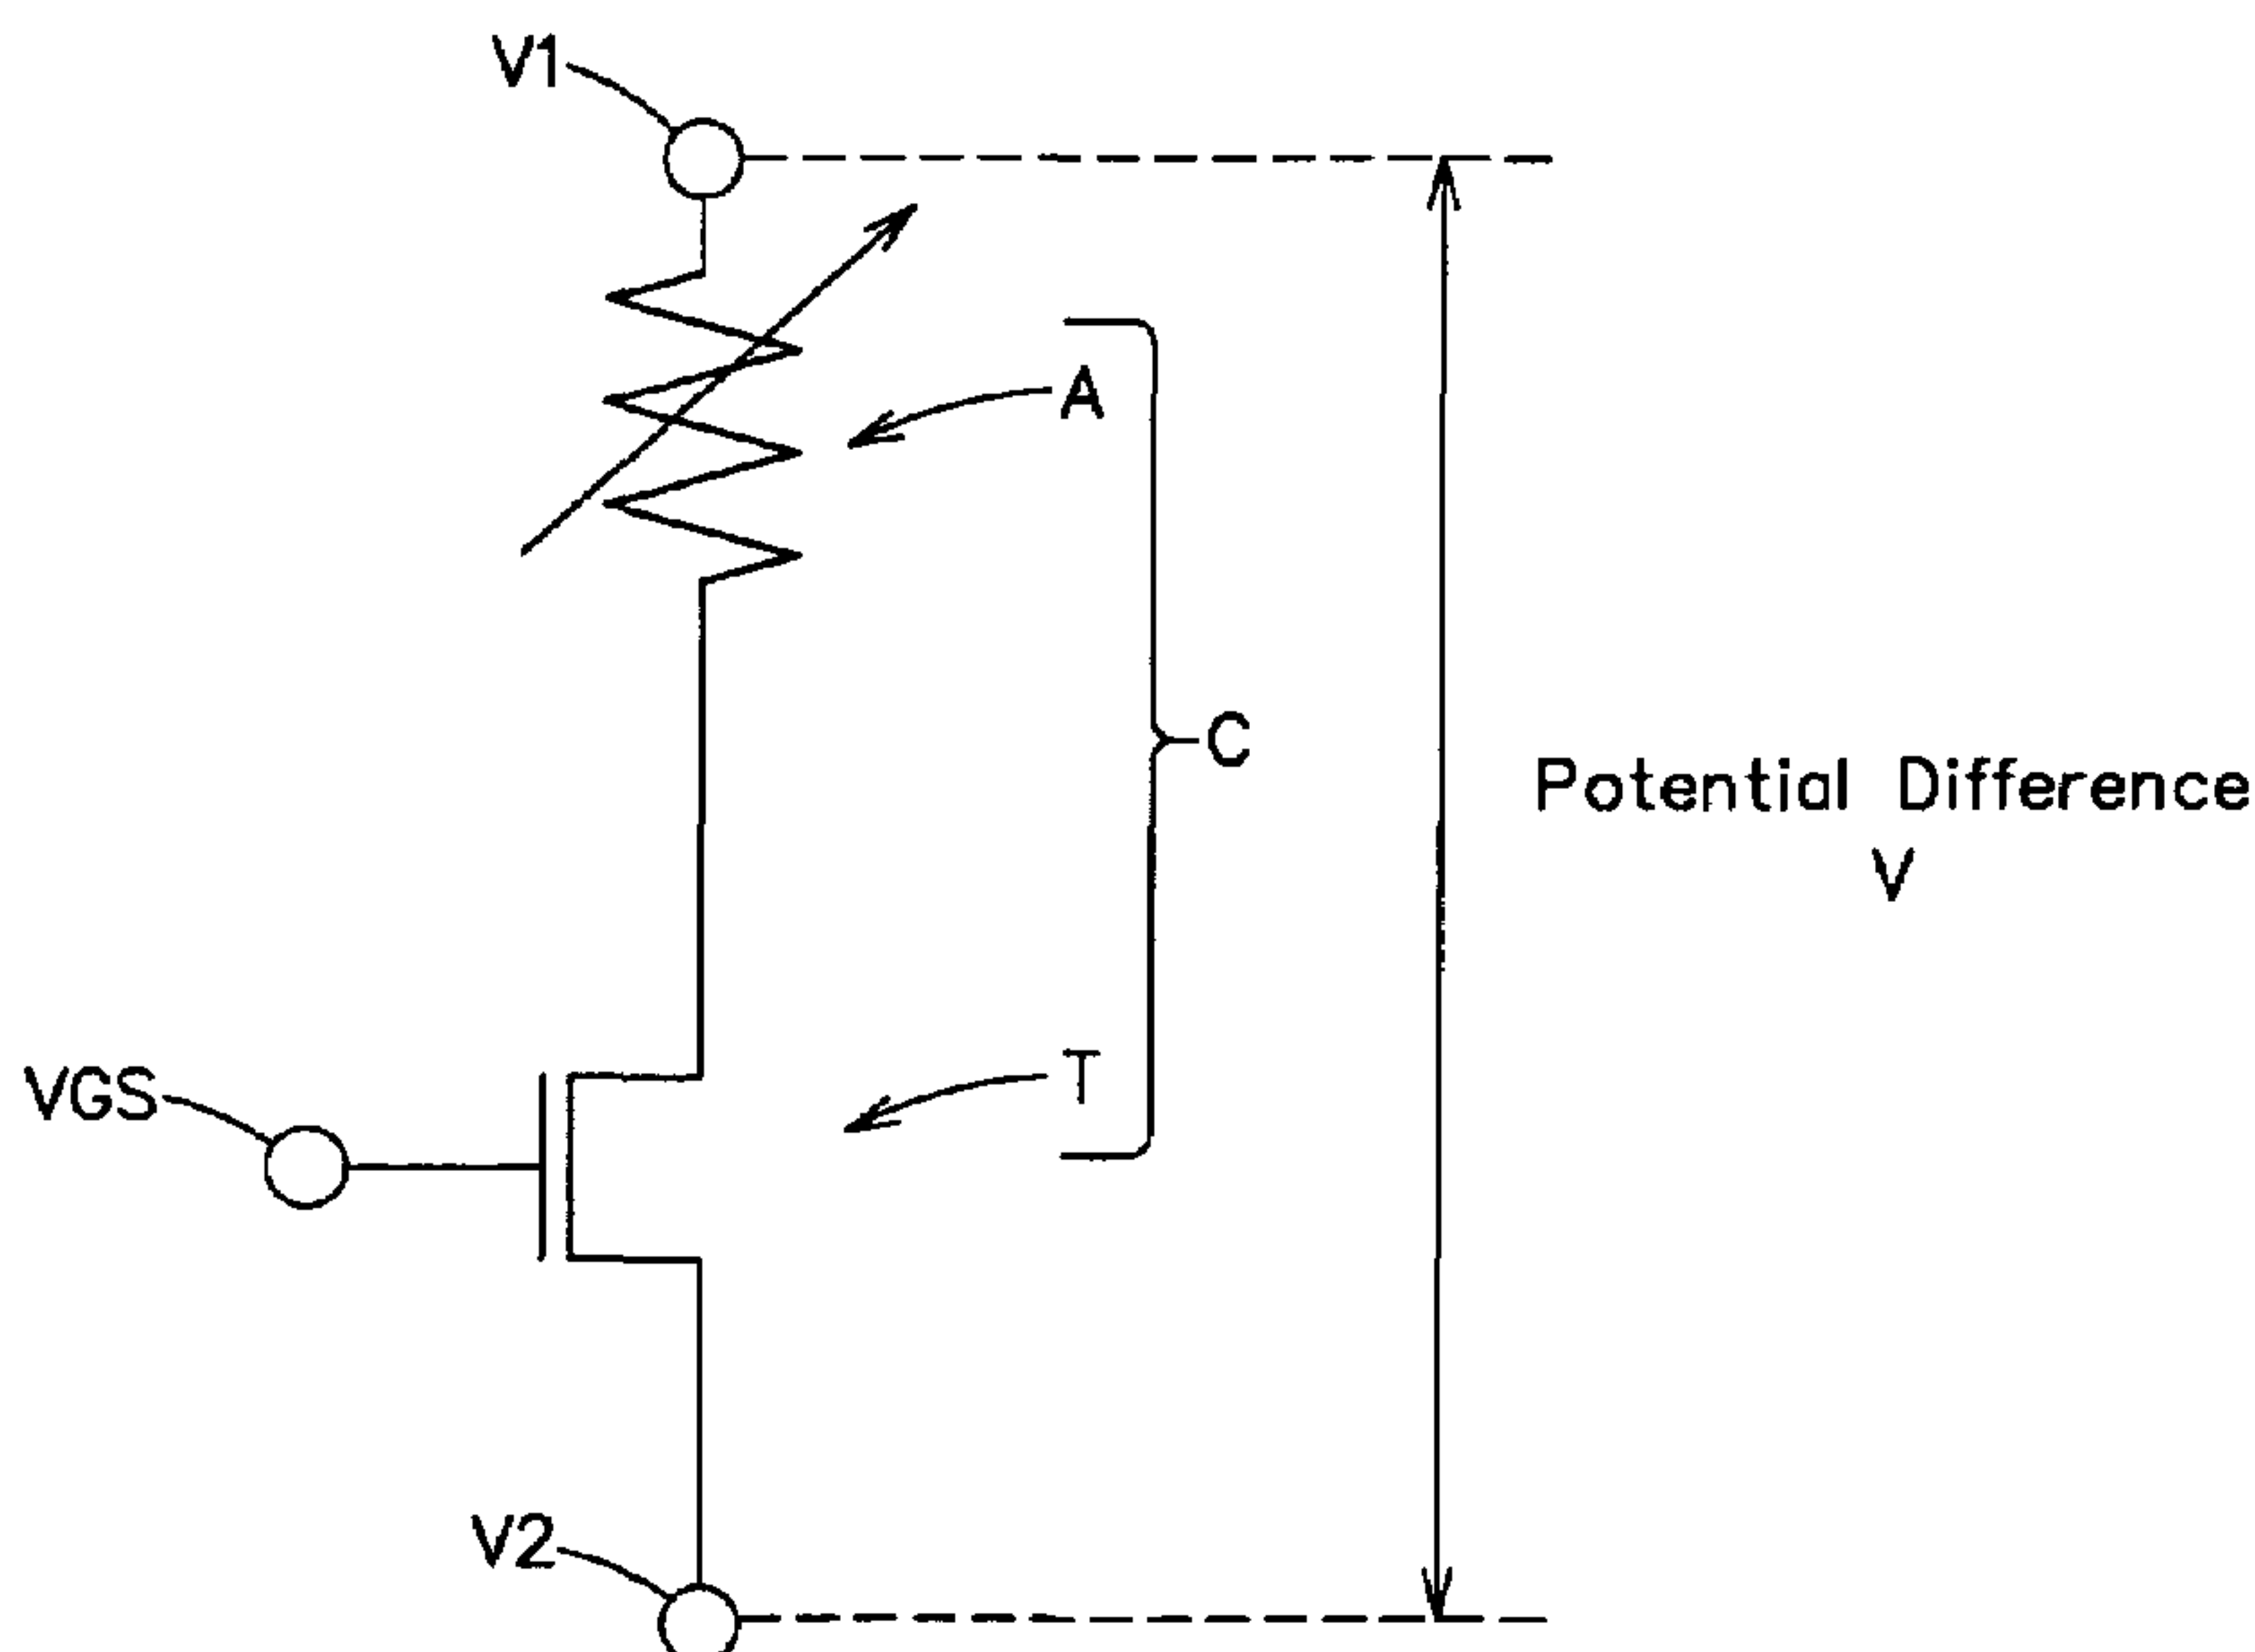 V1
A
C
Potential Difference
V
T
VGS
V2